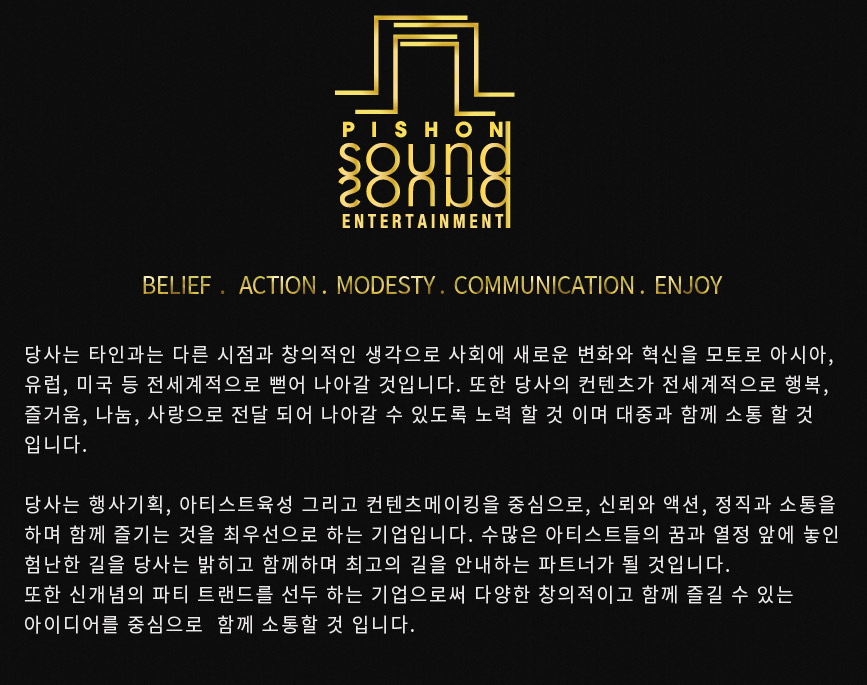 PISHON
sound
sound
ENTERTAINMENT
BELIEF . ACTION . MODESTY . COMMUNICATION . ENJOY
당사는 타인과는 다른 시점과 창의적인 생각으로 사회에 새로운 변화와 혁신을 모토로 아시아,
유럽, 미국 등 전세계적으로 뻗어 나아갈 것입니다. 또한 당사의 컨텐츠가 전세계적으로 행복,
즐거움, 나눔, 사랑으로 전달 되어 나아갈 수 있도록 노력 할 것 이며 대중과 함께 소통 할 것
입니다.
당사는 행사기획, 아티스트육성 그리고 컨텐츠메이킹을 중심으로, 신뢰와 액션, 정직과 소통을
하며 함께 즐기는 것을 최우선으로 하는 기업입니다. 수많은 아티스트들의 꿈과 열정 앞에 놓인
험난한 길을 당사는 밝히고 함께하며 최고의 길을 안내하는 파트너가 될 것입니다.
또한 신개념의 파티 트랜드를 선두 하는 기업으로써 다양한 창의적이고 함께 즐길 수 있는
아이디어를 중심으로 함께 소통할 것 입니다.